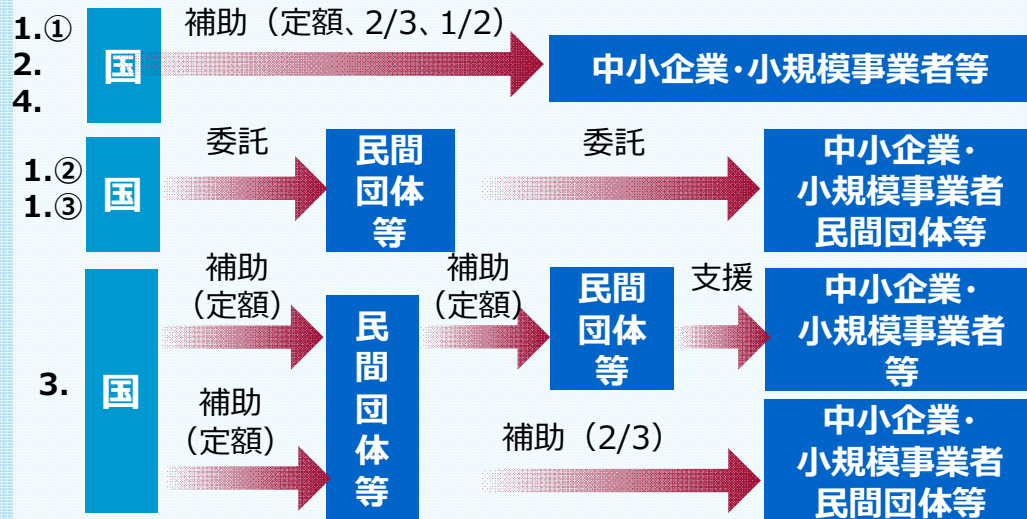 1.①
2.
4.
国
補助（定額、2/3、1/2）
中小企業・小規模事業者等
1.②
1.③
国
委託
民間
団体
等
委託
中小企業・
小規模事業者
民間団体等
3.
国
補助
（定額）
補助
（定額）
民
間
団
体
等
補助
（定額）
民間
団体
等
支援
中小企業・
小規模事業者
等
補助（2/3）
中小企業・
小規模事業者
民間団体等